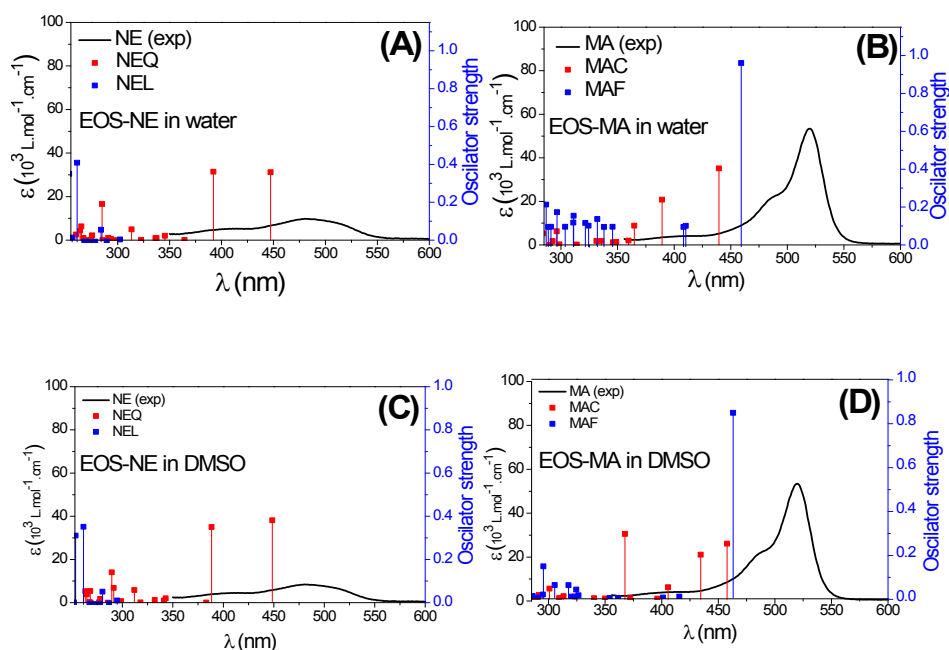 (A)
NE (exp)
NEQ
NEL
EOS-NE in water
ε (10³ L.mol⁻¹.cm⁻¹)
100
80
60
40
20
0
300 350 400 450 500 550 600
λ (nm)
1.0
0.8
0.6
0.4
0.2
0.0
Oscilator strength
(B)
MA (exp)
MAC
MAF
EOS-MA in water
ε (10³ L.mol⁻¹.cm⁻¹)
100
80
60
40
20
0
300 350 400 450 500 550 600
λ (nm)
1.0
0.8
0.6
0.4
0.2
0.0
Oscillator strength
(C)
NE (exp)
NEQ
NEL
EOS-NE in DMSO
ε (10³ L.mol⁻¹.cm⁻¹)
100
80
60
40
20
0
300 350 400 450 500 550 600
λ (nm)
1.0
0.8
0.6
0.4
0.2
0.0
Oscilator strength
(D)
MA (exp)
MAC
MAF
EOS-MA in DMSO
ε (10³ L.mol⁻¹.cm⁻¹)
100
80
60
40
20
0
300 350 400 450 500 550 600
λ (nm)
1.0
0.8
0.6
0.4
0.2
0.0
Oscilator strength